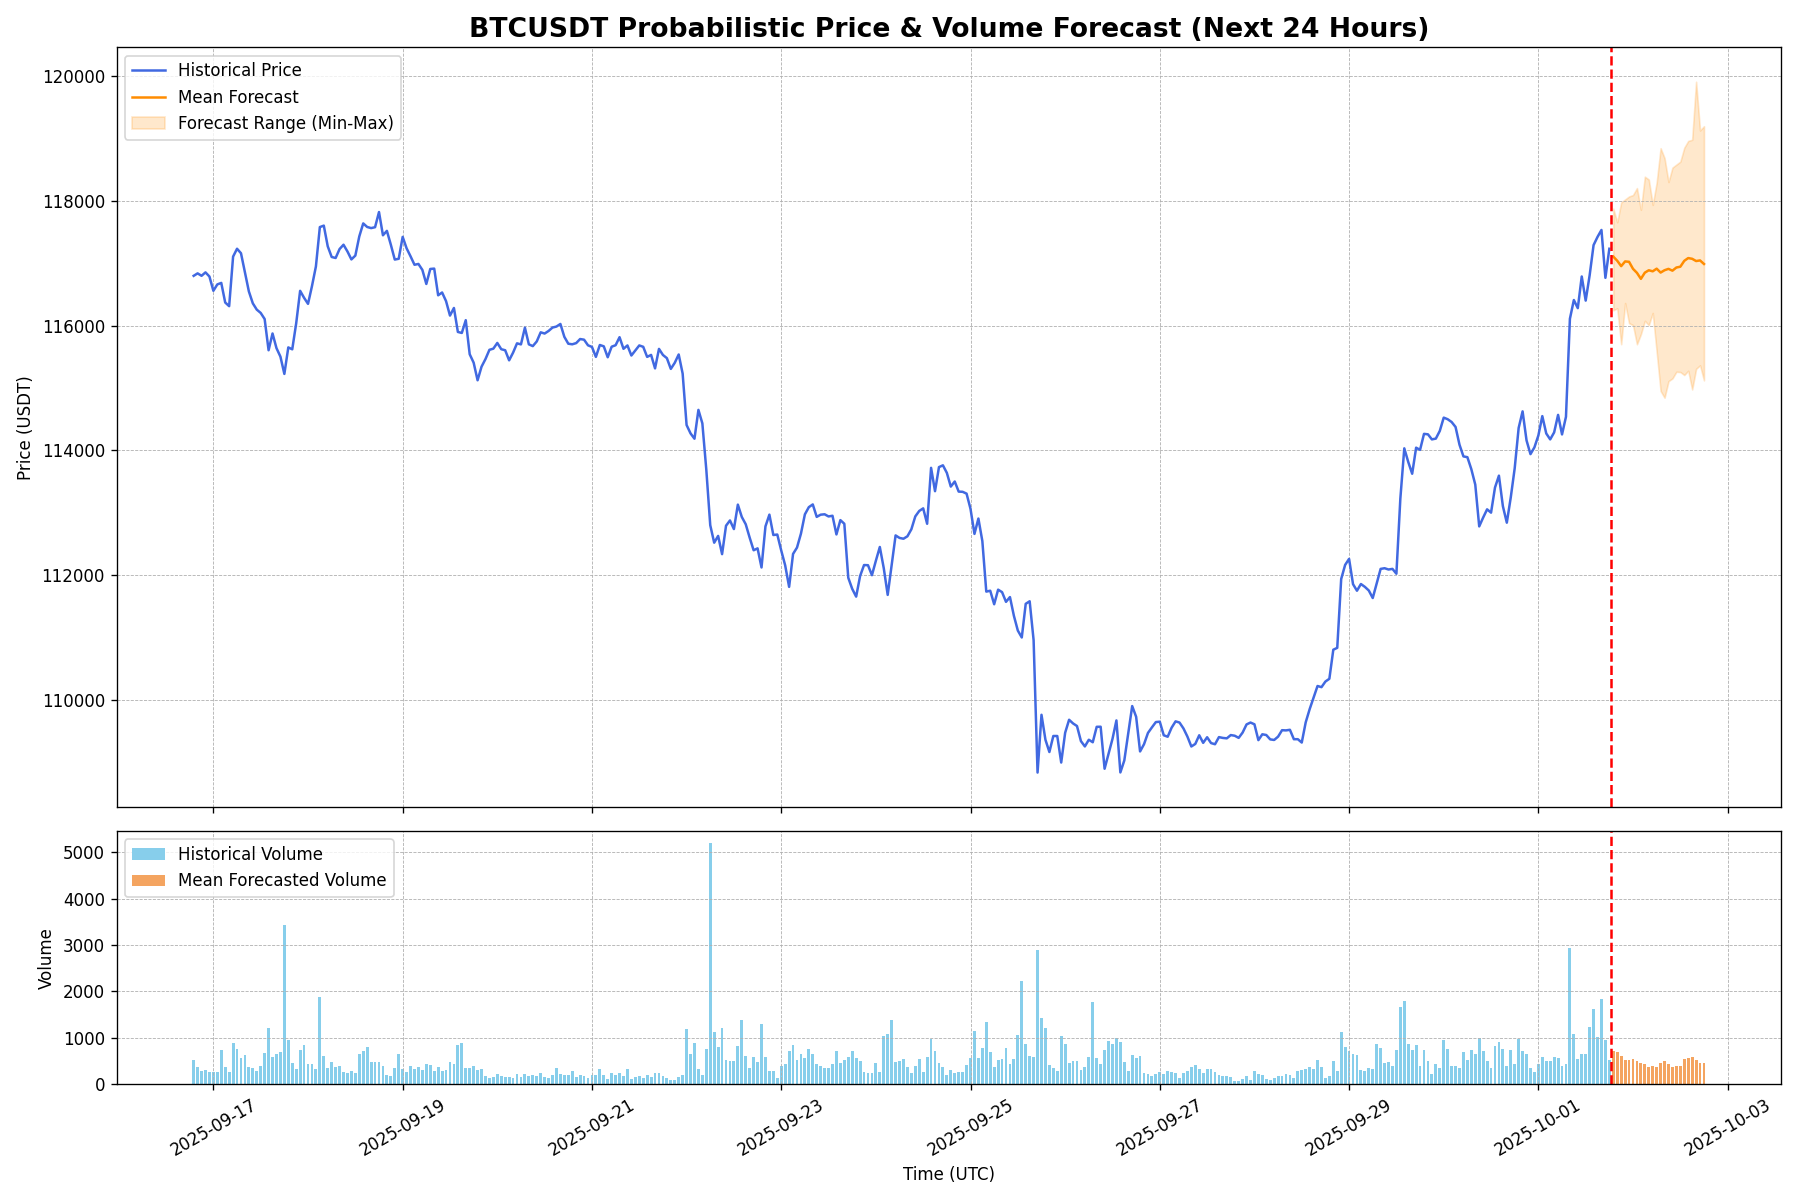 BTCUSDT Probabilistic Price & Volume Forecast (Next 24 Hours)
Historical Price
Mean Forecast
Forecast Range (Min-Max)
120000
118000
116000
114000
112000
110000
Price (USDT)
Historical Volume
Mean Forecasted Volume
5000
4000
3000
2000
1000
0
Volume
2025-09-17
2025-09-19
2025-09-21
2025-09-23
2025-09-25
2025-09-27
2025-09-29
2025-10-01
2025-10-03
Time (UTC)